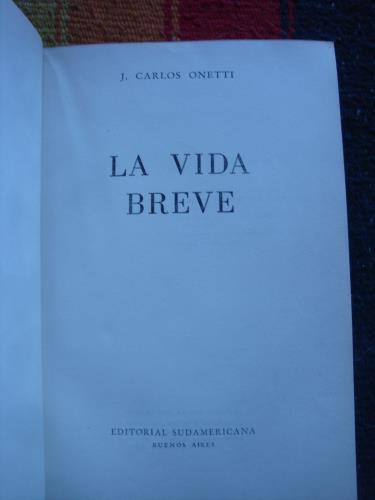 J. CARLOS ONETTI
LA VIDA
BREVE
EDITORIAL SUDAMERICANA
BUENOS AIRES